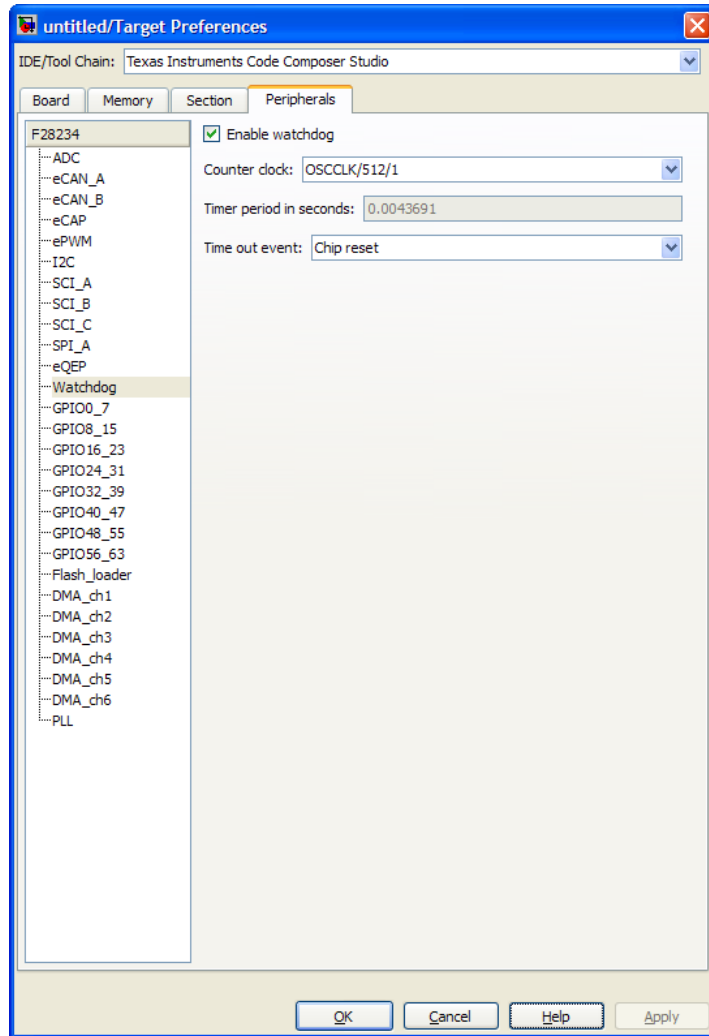 untitled/Target Preferences
IDE/Tool Chain: Texas Instruments Code Composer Studio
Board Memory Section Peripherals
F28234
ADC
eCAN_A
eCAN_B
eCAP
ePWM
I2C
SCI_A
SCI_B
SCI_C
SPI_A
eQEP
Watchdog
GPIO0_7
GPIO8_15
GPIO16_23
GPIO24_31
GPIO32_39
GPIO40_47
GPIO48_55
GPIO56_63
Flash_loader
DMA_ch1
DMA_ch2
DMA_ch3
DMA_ch4
DMA_ch5
DMA_ch6
PLL
Enable watchdog
Counter clock: OSCCLK/512/1
Timer period in seconds: 0.0043691
Time out event: Chip reset
OK Cancel Help Apply